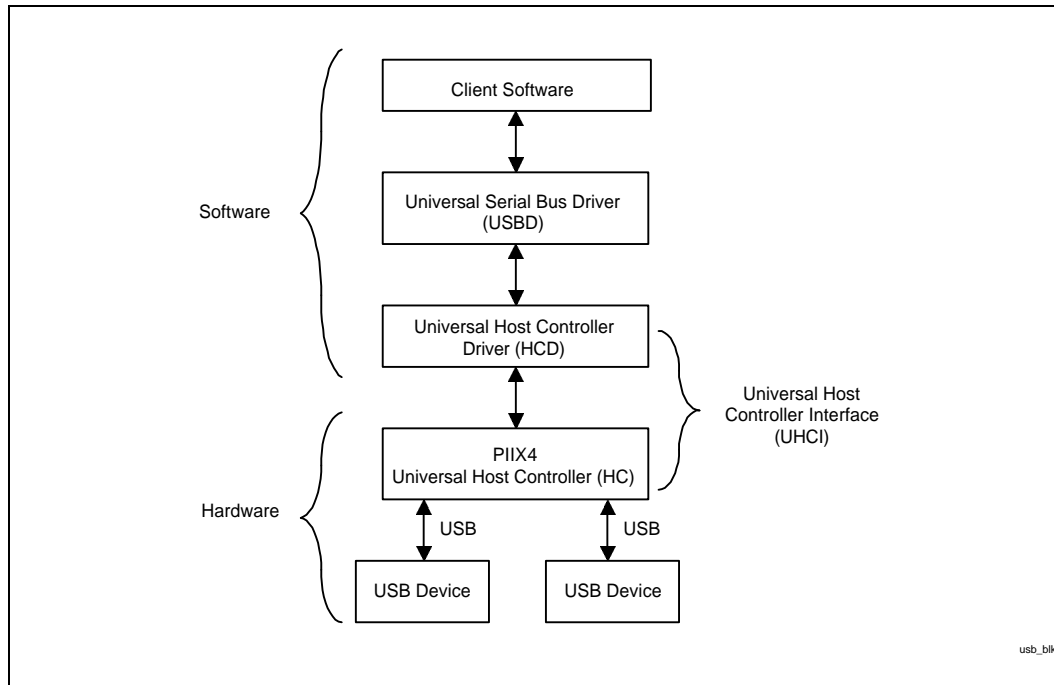 Client Software
Universal Serial Bus Driver
(USBD)
Software
Universal Host Controller
Driver (HCD)
Universal Host
Controller Interface
(UHCI)
PIIX4
Universal Host Controller (HC)
Hardware
USB
USB
USB Device
USB Device
usb_blk